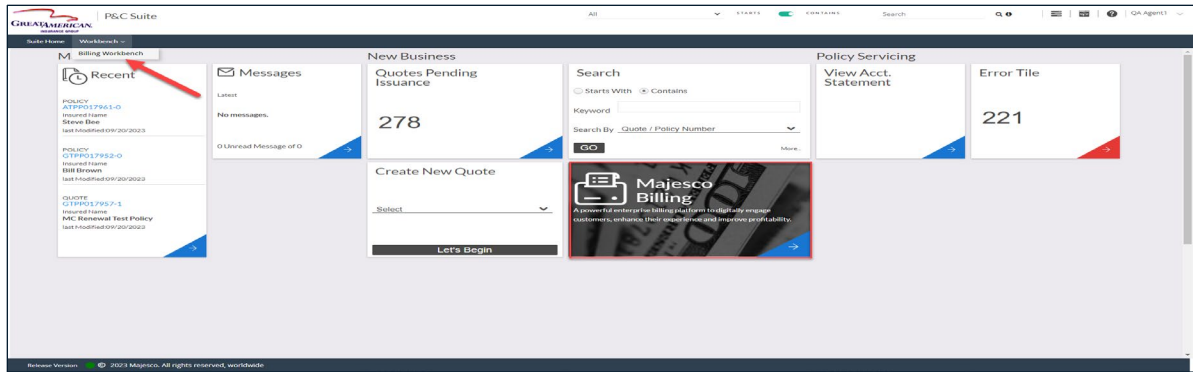 GREATAMERICAN.
INSURANCE GROUP
P&C Suite
All
STARTS
CONTAINS
Search
QA Agent1
Suite Home
Workbench
Billing Workbench
M
New Business
Policy Servicing
Recent
POLICY
ATPP017961-0
Insured Name
Steve Bee
last Modified:09/20/2023
POLICY
GTPP017952-0
Insured Name
Bill Brown
last Modified:09/20/2023
QUOTE
GTPP017957-1
Insured Name
MC Renewal Test Policy
last Modified:09/20/2023
Messages
Latest
No messages.
0 Unread Message of 0
Quotes Pending
Issuance
278
Search
Starts With
Contains
Keyword
Search By
Quote / Policy Number
GO
More..
View Acct.
Statement
Error Tile
221
Create New Quote
Select
Let's Begin
Majesco
Billing
A powerful enterprise billing platform to digitally engage
customers, enhance their experience and improve profitability.
Release Version
© 2023 Majesco. All rights reserved, worldwide